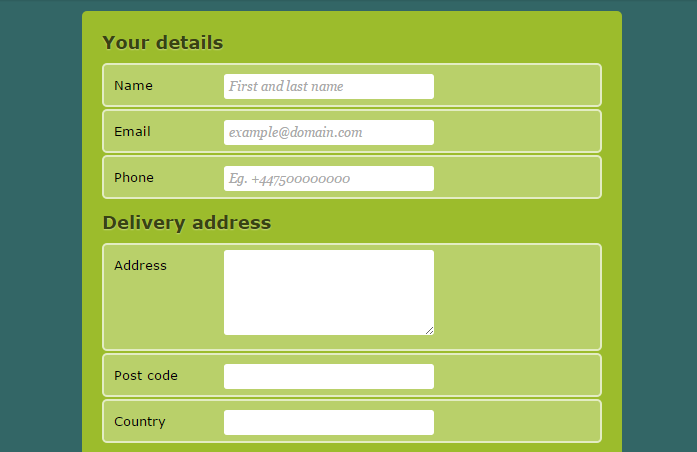 Your details
Name First and last name
Email example@domain.com
Phone Eg. +447500000000
Delivery address
Address
Post code
Country